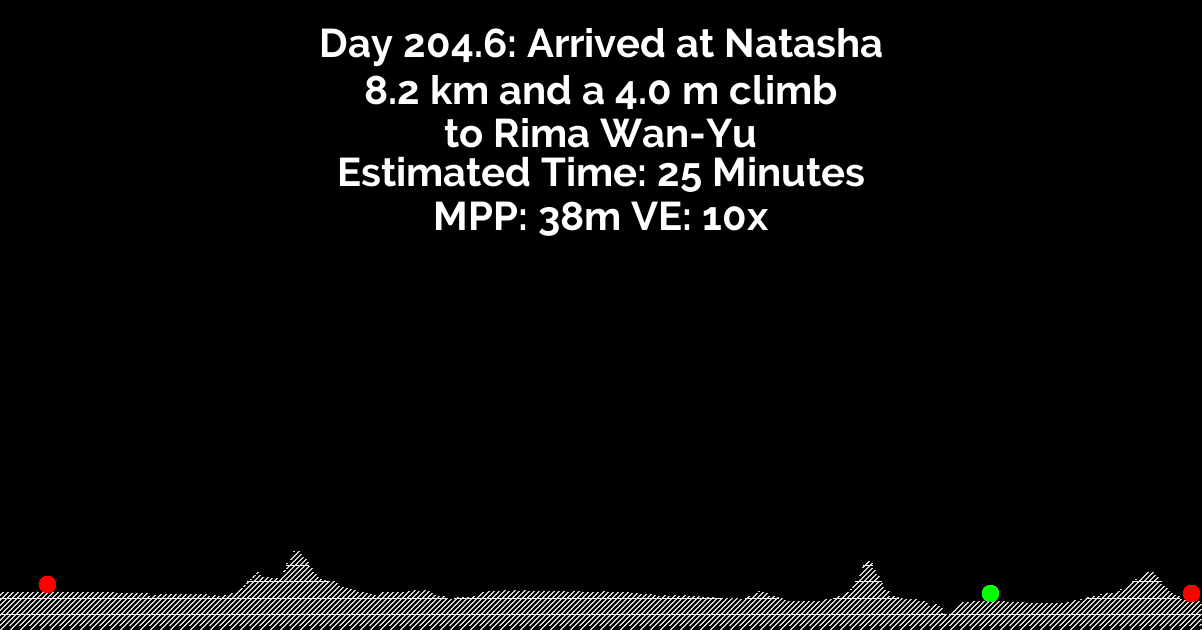 Day 204.6: Arrived at Natasha
8.2 km and a 4.0 m climb
to Rima Wan-Yu
Estimated Time: 25 Minutes
MPP: 38m VE: 10x